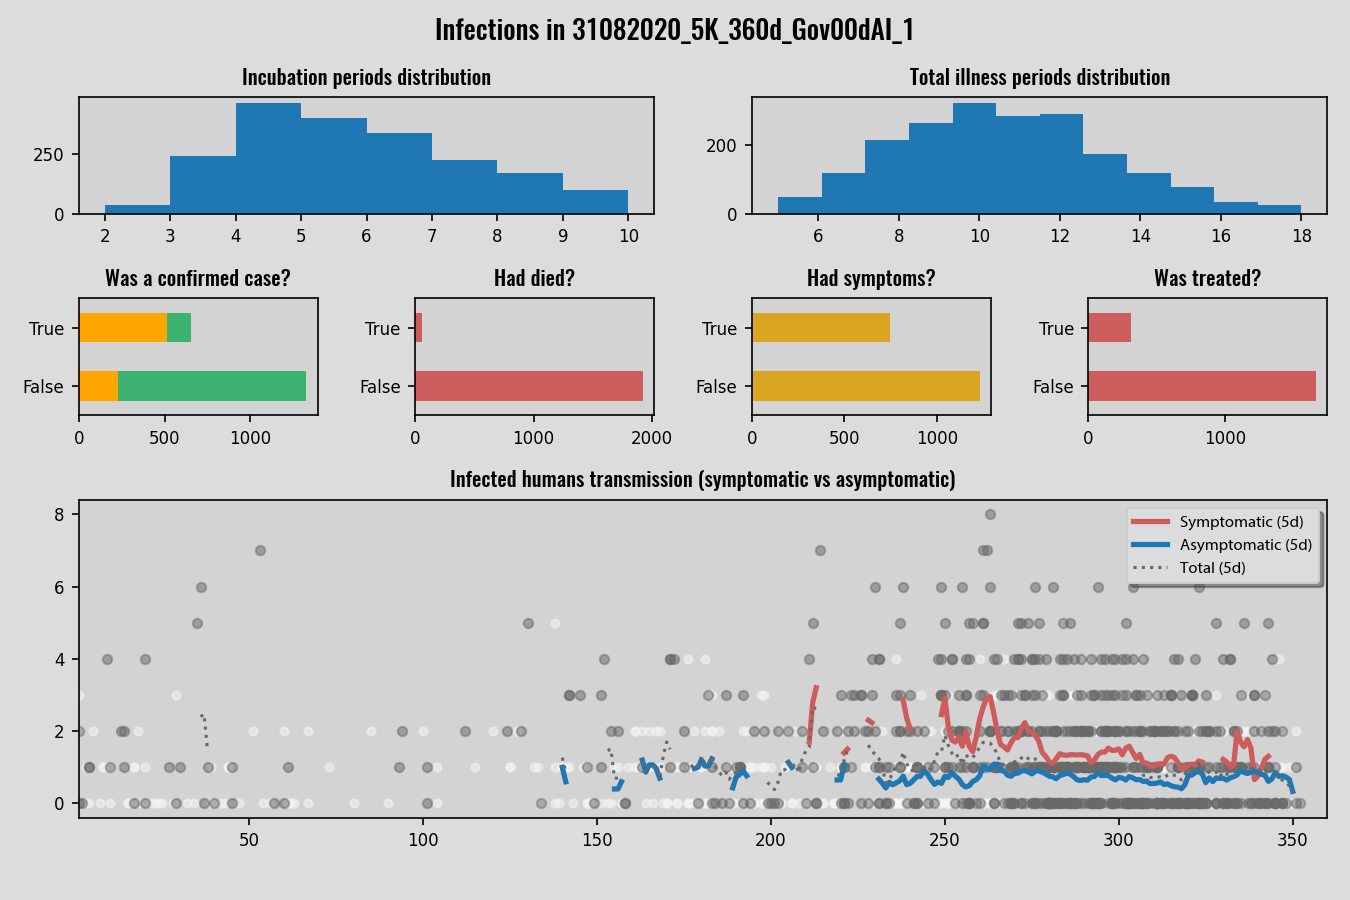 Infections in 31082020_5K_360d_Gov00dAI_1
Incubation periods distribution
Total illness periods distribution
250
0
2 3 4 5 6 7 8 9 10
200
0
6 8 10 12 14 16 18
Was a confirmed case?
Had died?
Had symptoms?
Was treated?
True
False
0 500 1000
True
False
0 1000 2000
True
False
0 500 1000
True
False
0 1000
Infected humans transmission (symptomatic vs asymptomatic)
8
6
4
2
0
Symptomatic (5d)
Asymptomatic (5d)
Total (5d)
50 100 150 200 250 300 350